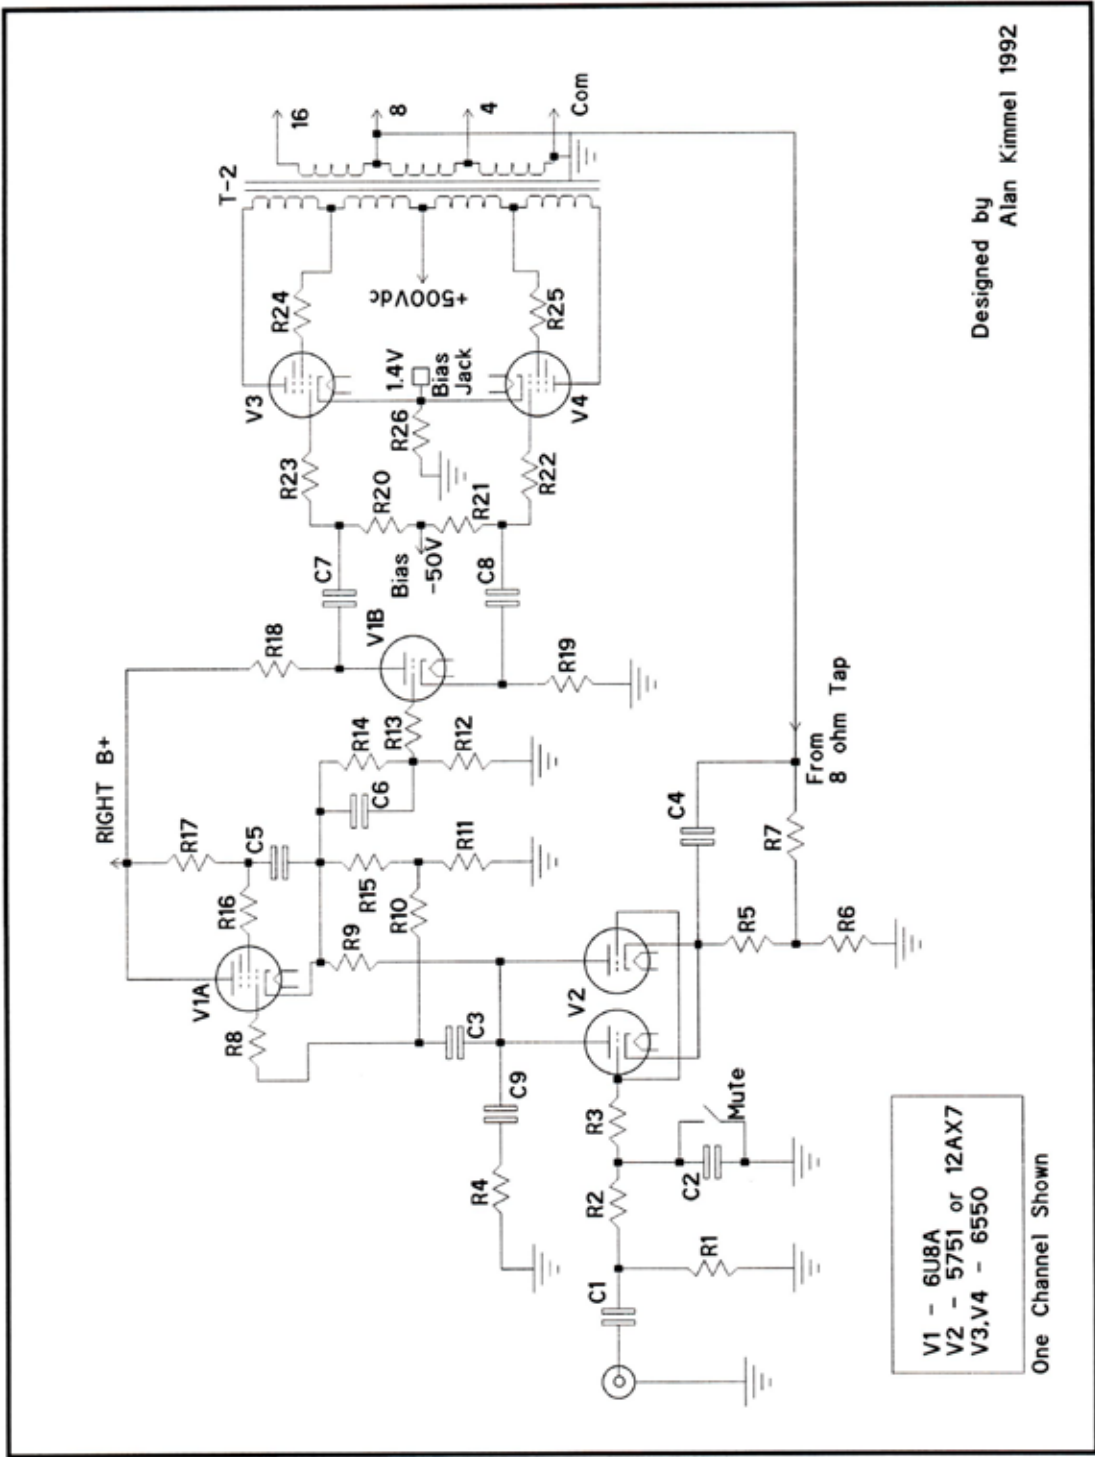 RIGHT B+
V1A
R8
R16
R17
C5
R9
R15
R10
R11
C6
R14
R13
R12
R18
V1B
R19
C7
C8
Bias
-50V
R20
R21
R23
R22
V3
V4
R24
R25
R26
1.4V
Bias
Jack
+500Vdc
T-2
16
8
4
Com
C1
R1
R2
R3
C2
Mute
R4
C9
C3
V2
C4
R5
R6
R7
From
8 ohm Tap
V1 - 6U8A
V2 - 5751 or 12AX7
V3,V4 - 6550
One Channel Shown
Designed by
Alan Kimmel 1992